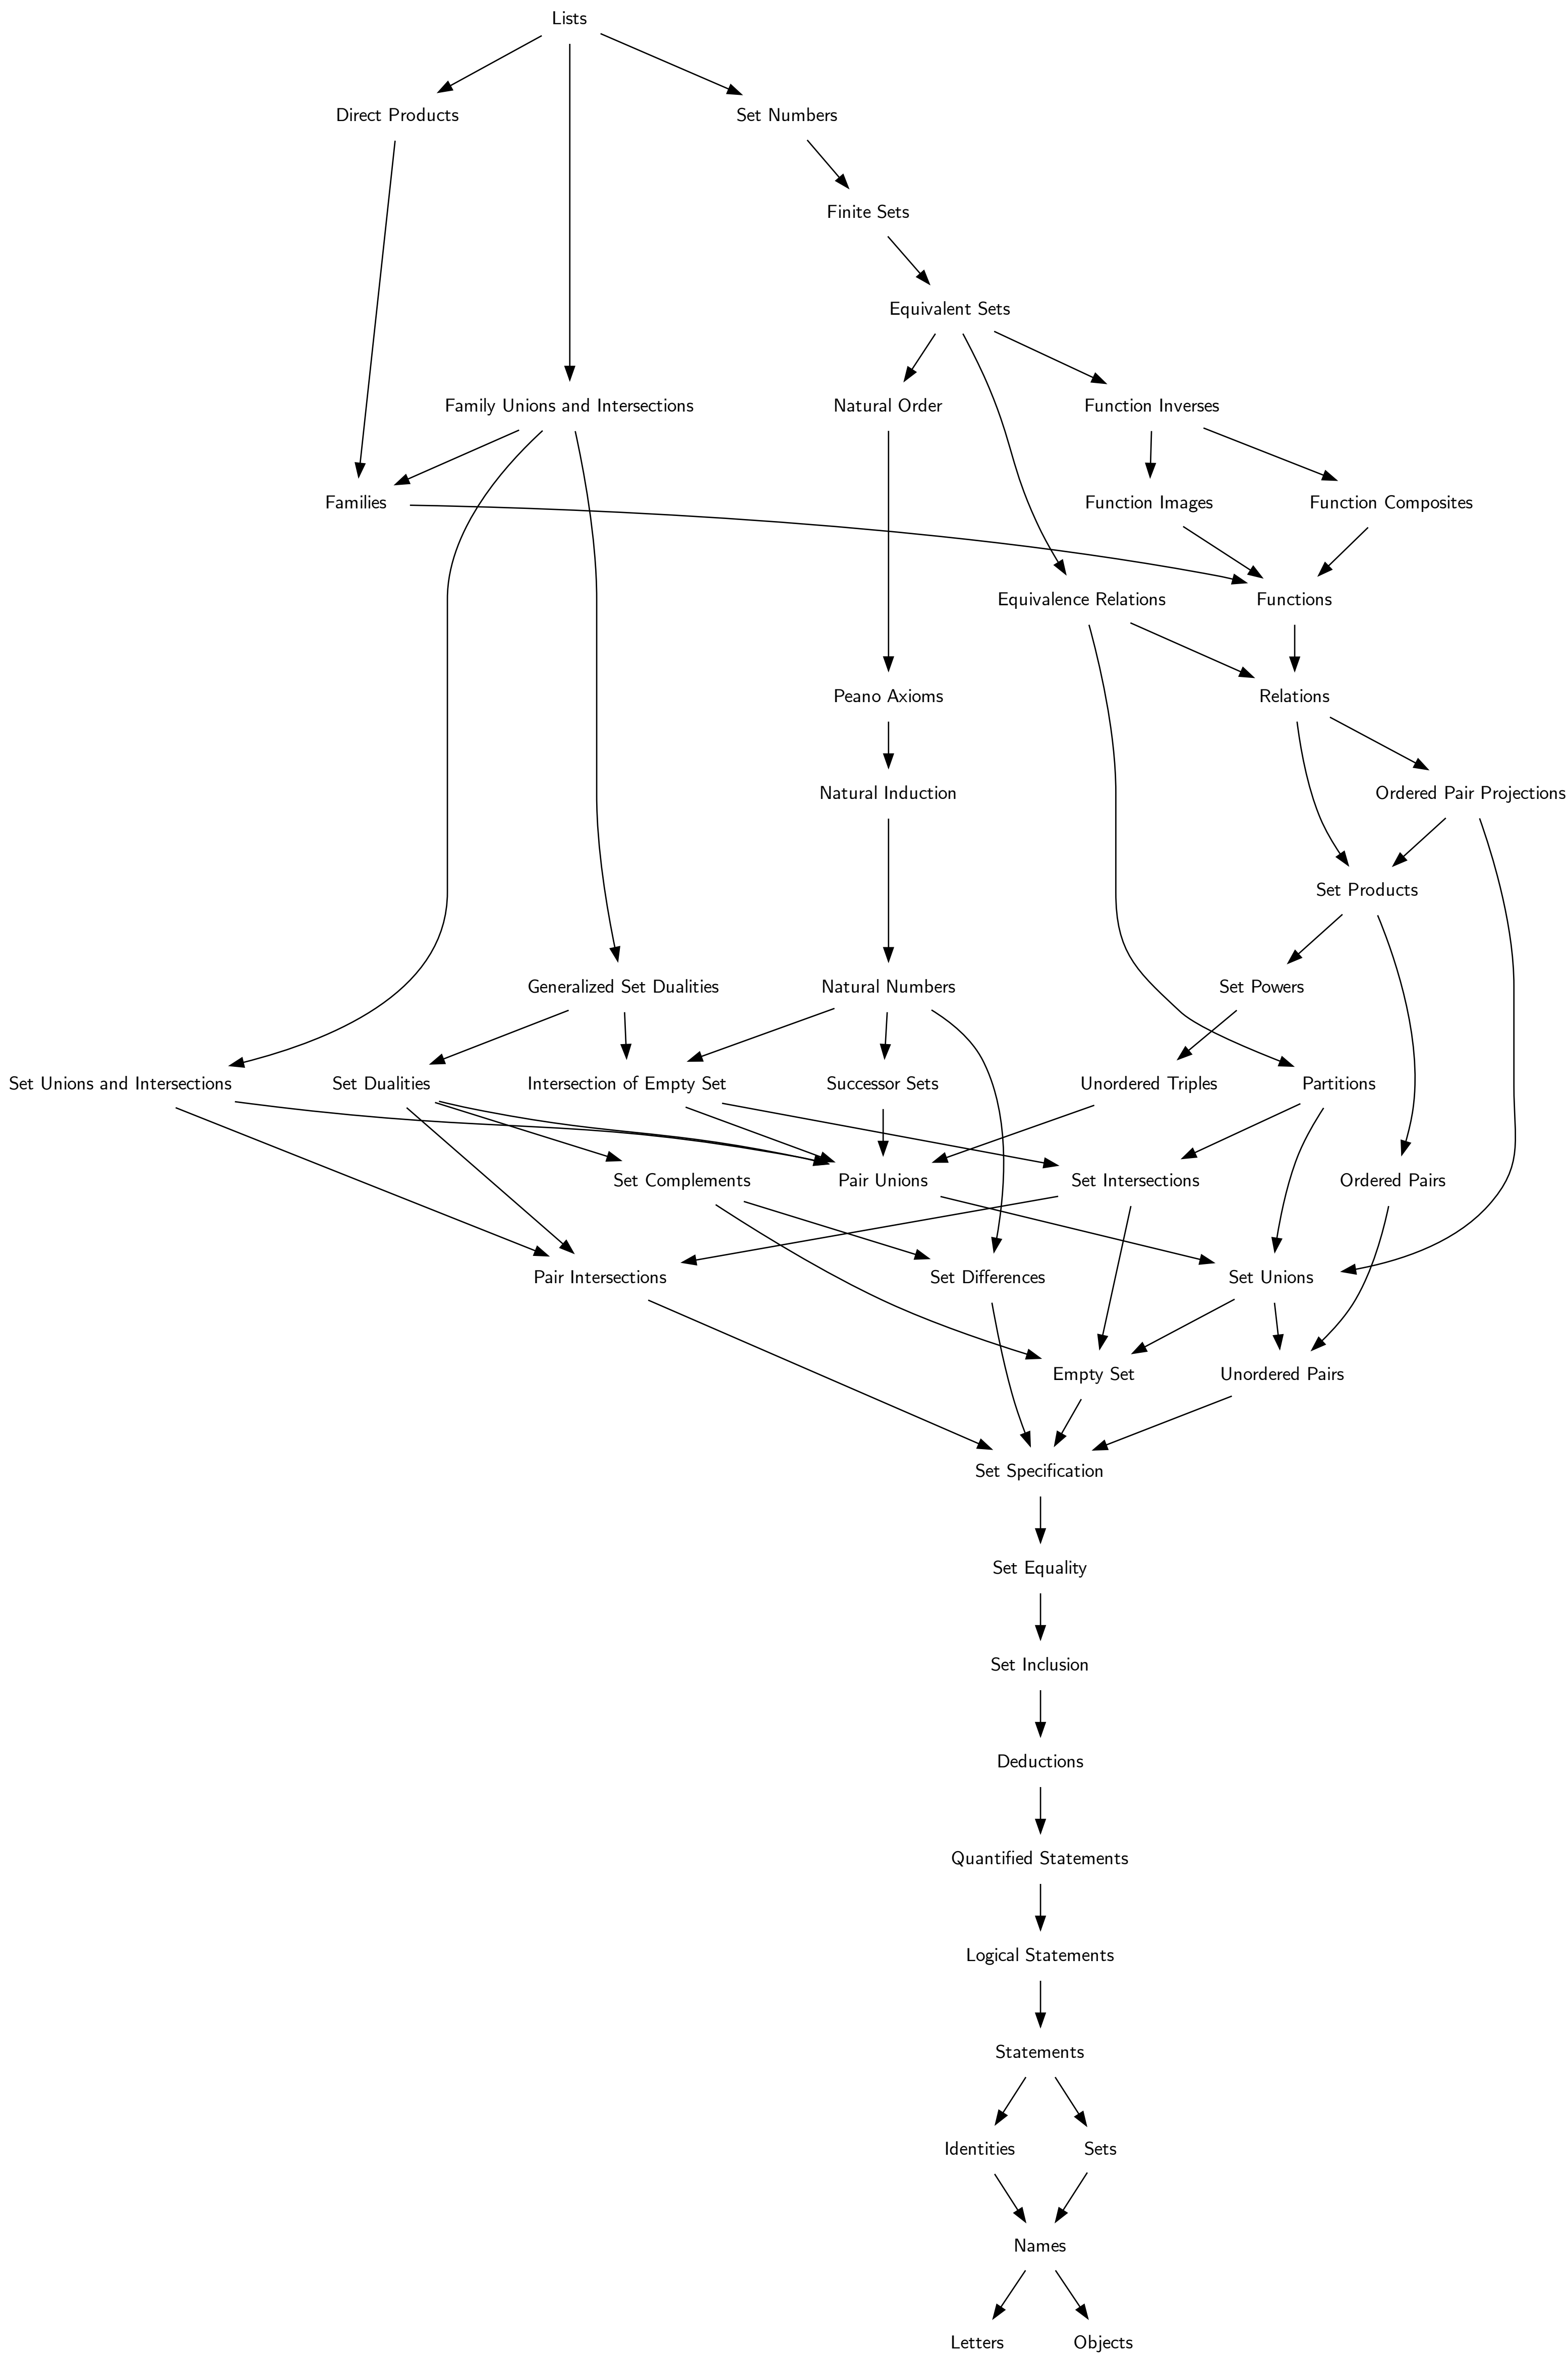 Lists
Direct Products
Set Numbers
Finite Sets
Equivalent Sets
Family Unions and Intersections
Natural Order
Function Inverses
Families
Function Images
Function Composites
Equivalence Relations
Functions
Peano Axioms
Relations
Natural Induction
Ordered Pair Projections
Set Products
Generalized Set Dualities
Natural Numbers
Set Powers
Set Unions and Intersections
Set Dualities
Intersection of Empty Set
Successor Sets
Unordered Triples
Partitions
Set Complements
Pair Unions
Set Intersections
Ordered Pairs
Pair Intersections
Set Differences
Set Unions
Empty Set
Unordered Pairs
Set Specification
Set Equality
Set Inclusion
Deductions
Quantified Statements
Logical Statements
Statements
Identities
Sets
Names
Letters
Objects